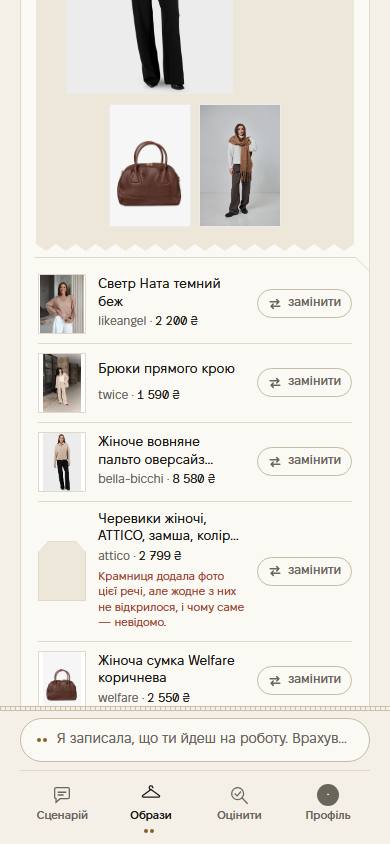 Светр Ната темний
беж
likeangel · 2 200 ₴
замінити
Брюки прямого крою
twice · 1 590 ₴
замінити
Жіноче вовняне
пальто оверсайз...
bella-bicchi · 8 580 ₴
замінити
Черевики жіночі,
ATTICO, замша, колір...
attico · 2 799 ₴
Крамниця додала фото
цієї речі, але жодне з них
не відкрилося, і чому саме
— невідомо.
замінити
Жіноча сумка Welfare
коричнева
welfare · 2 550 ₴
замінити
Я записала, що ти йдеш на роботу. Врахув...
Сценарій
Образи
Оцінити
Профіль